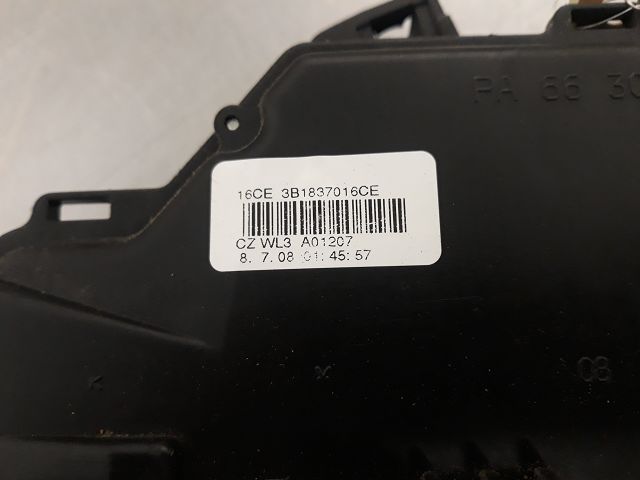 PA 66 30
16CE 3B1837016CE
CZ WL3 A01207
8. 7.08 01:45:57
08